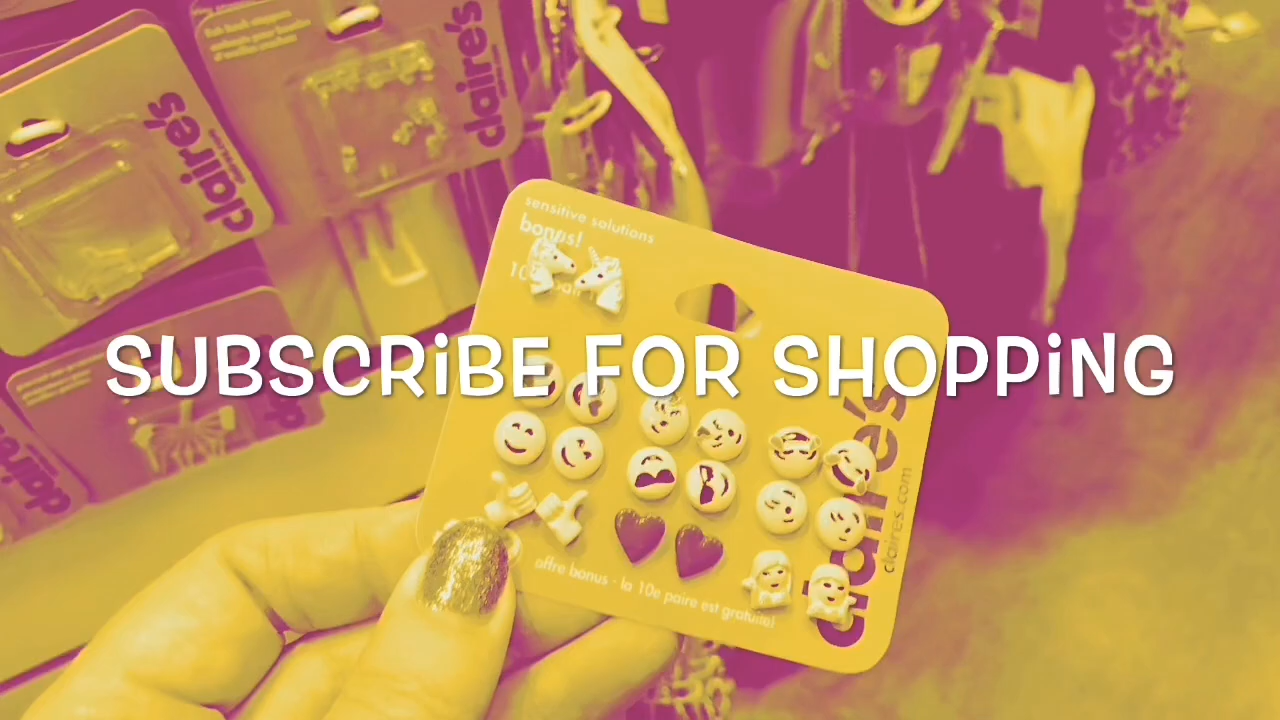 claire's
claire's
sensitive solutions
bonus!
SUBSCRiBE FOR SHOPPiNG
claire's
claires.com
claire's
offre bonus - la 10e paire est gratuite!